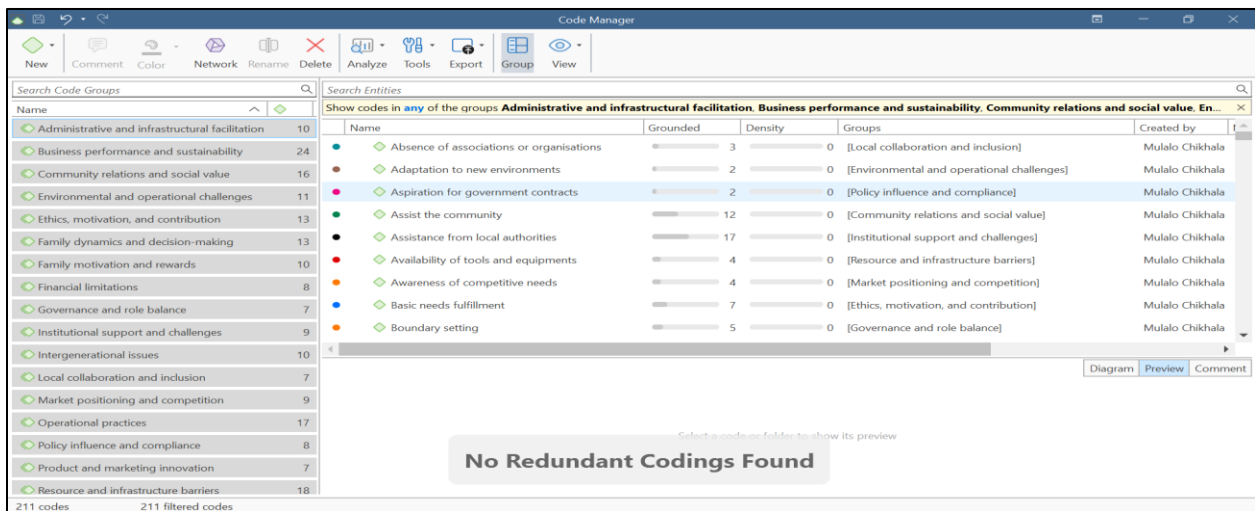 Code Manager
New Comment Color Network Rename Delete Analyze Tools Export Group View
Search Code Groups
Name
Administrative and infrastructural facilitation 10
Business performance and sustainability 24
Community relations and social value 16
Environmental and operational challenges 11
Ethics, motivation, and contribution 13
Family dynamics and decision-making 13
Family motivation and rewards 10
Financial limitations 8
Governance and role balance 7
Institutional support and challenges 9
Intergenerational issues 10
Local collaboration and inclusion 7
Market positioning and competition 9
Operational practices 17
Policy influence and compliance 8
Product and marketing innovation 7
Resource and infrastructure barriers 18
Search Entities
Show codes in any of the groups Administrative and infrastructural facilitation, Business performance and sustainability, Community relations and social value, En...
Name Grounded Density Groups Created by
Absence of associations or organisations 3 0 [Local collaboration and inclusion] Mulalo Chikhala
Adaptation to new environments 2 0 [Environmental and operational challenges] Mulalo Chikhala
Aspiration for government contracts 2 0 [Policy influence and compliance] Mulalo Chikhala
Assist the community 12 0 [Community relations and social value] Mulalo Chikhala
Assistance from local authorities 17 0 [Institutional support and challenges] Mulalo Chikhala
Availability of tools and equipments 4 0 [Resource and infrastructure barriers] Mulalo Chikhala
Awareness of competitive needs 4 0 [Market positioning and competition] Mulalo Chikhala
Basic needs fulfillment 7 0 [Ethics, motivation, and contribution] Mulalo Chikhala
Boundary setting 5 0 [Governance and role balance] Mulalo Chikhala
Diagram Preview Comment
Select a code or folder to show its preview
No Redundant Codings Found
211 codes 211 filtered codes